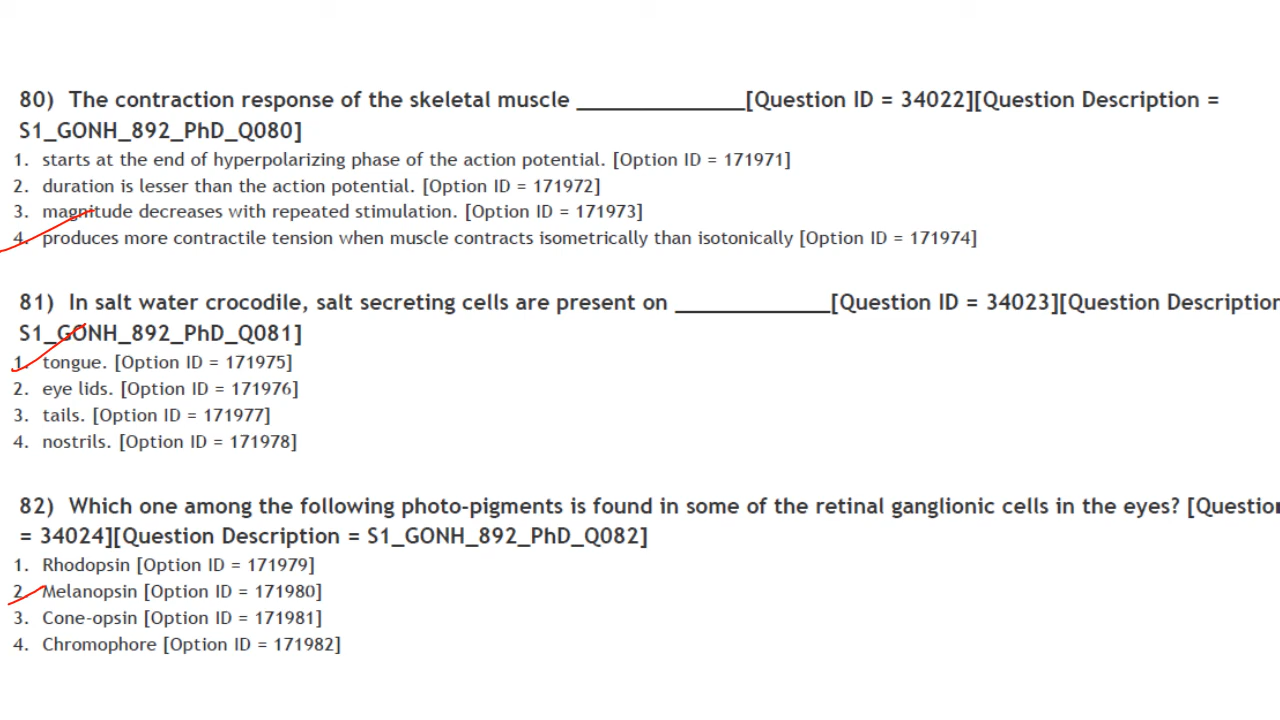 80) The contraction response of the skeletal muscle ______________[Question ID = 34022][Question Description =
S1_GONH_892_PhD_Q080]
1. starts at the end of hyperpolarizing phase of the action potential. [Option ID = 171971]
2. duration is lesser than the action potential. [Option ID = 171972]
3. magnitude decreases with repeated stimulation. [Option ID = 171973]
4. produces more contractile tension when muscle contracts isometrically than isotonically [Option ID = 171974]
81) In salt water crocodile, salt secreting cells are present on _____________[Question ID = 34023][Question Description
S1_GONH_892_PhD_Q081]
1. tongue. [Option ID = 171975]
2. eye lids. [Option ID = 171976]
3. tails. [Option ID = 171977]
4. nostrils. [Option ID = 171978]
82) Which one among the following photo-pigments is found in some of the retinal ganglionic cells in the eyes? [Question
= 34024][Question Description = S1_GONH_892_PhD_Q082]
1. Rhodopsin [Option ID = 171979]
2. Melanopsin [Option ID = 171980]
3. Cone-opsin [Option ID = 171981]
4. Chromophore [Option ID = 171982]